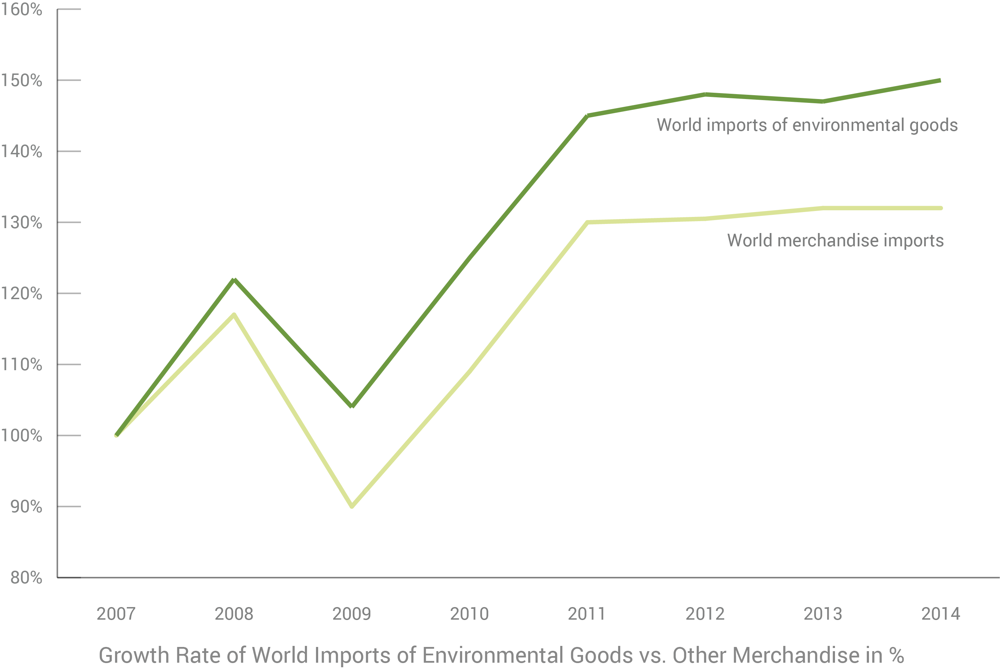 160%
150%
World imports of environmental goods
140%
130%
World merchandise imports
120%
110%
100%
90%
80%
2007 2008 2009 2010 2011 2012 2013 2014
Growth Rate of World Imports of Environmental Goods vs. Other Merchandise in %